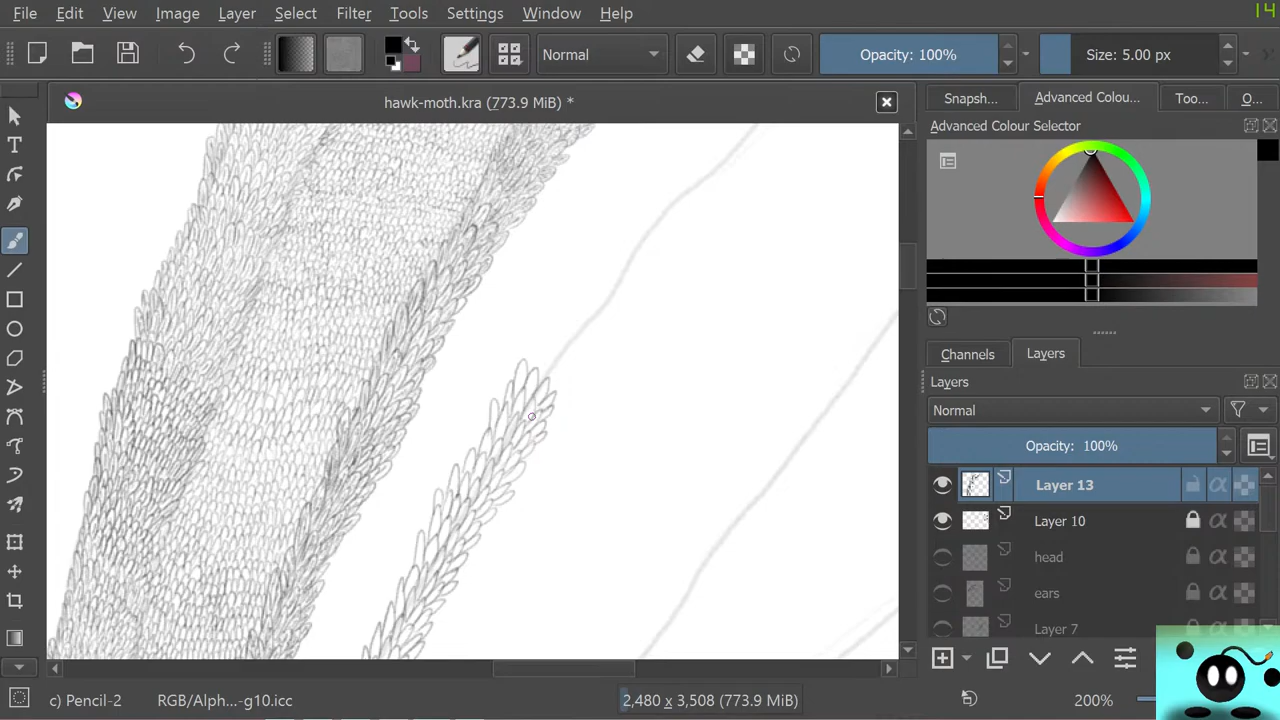 File Edit View Image Layer Select Filter Tools Settings Window Help
14
Normal
Opacity: 100%
Size: 5.00 px
hawk-moth.kra (773.9 MiB) *
Snapsh... Advanced Colou... Too... O...
Advanced Colour Selector
Channels Layers
Layers
Normal
Opacity: 100%
Layer 13
Layer 10
head
ears
Layer 7
c) Pencil-2
RGB/Alph...-g10.icc
2,480 x 3,508 (773.9 MiB)
200%